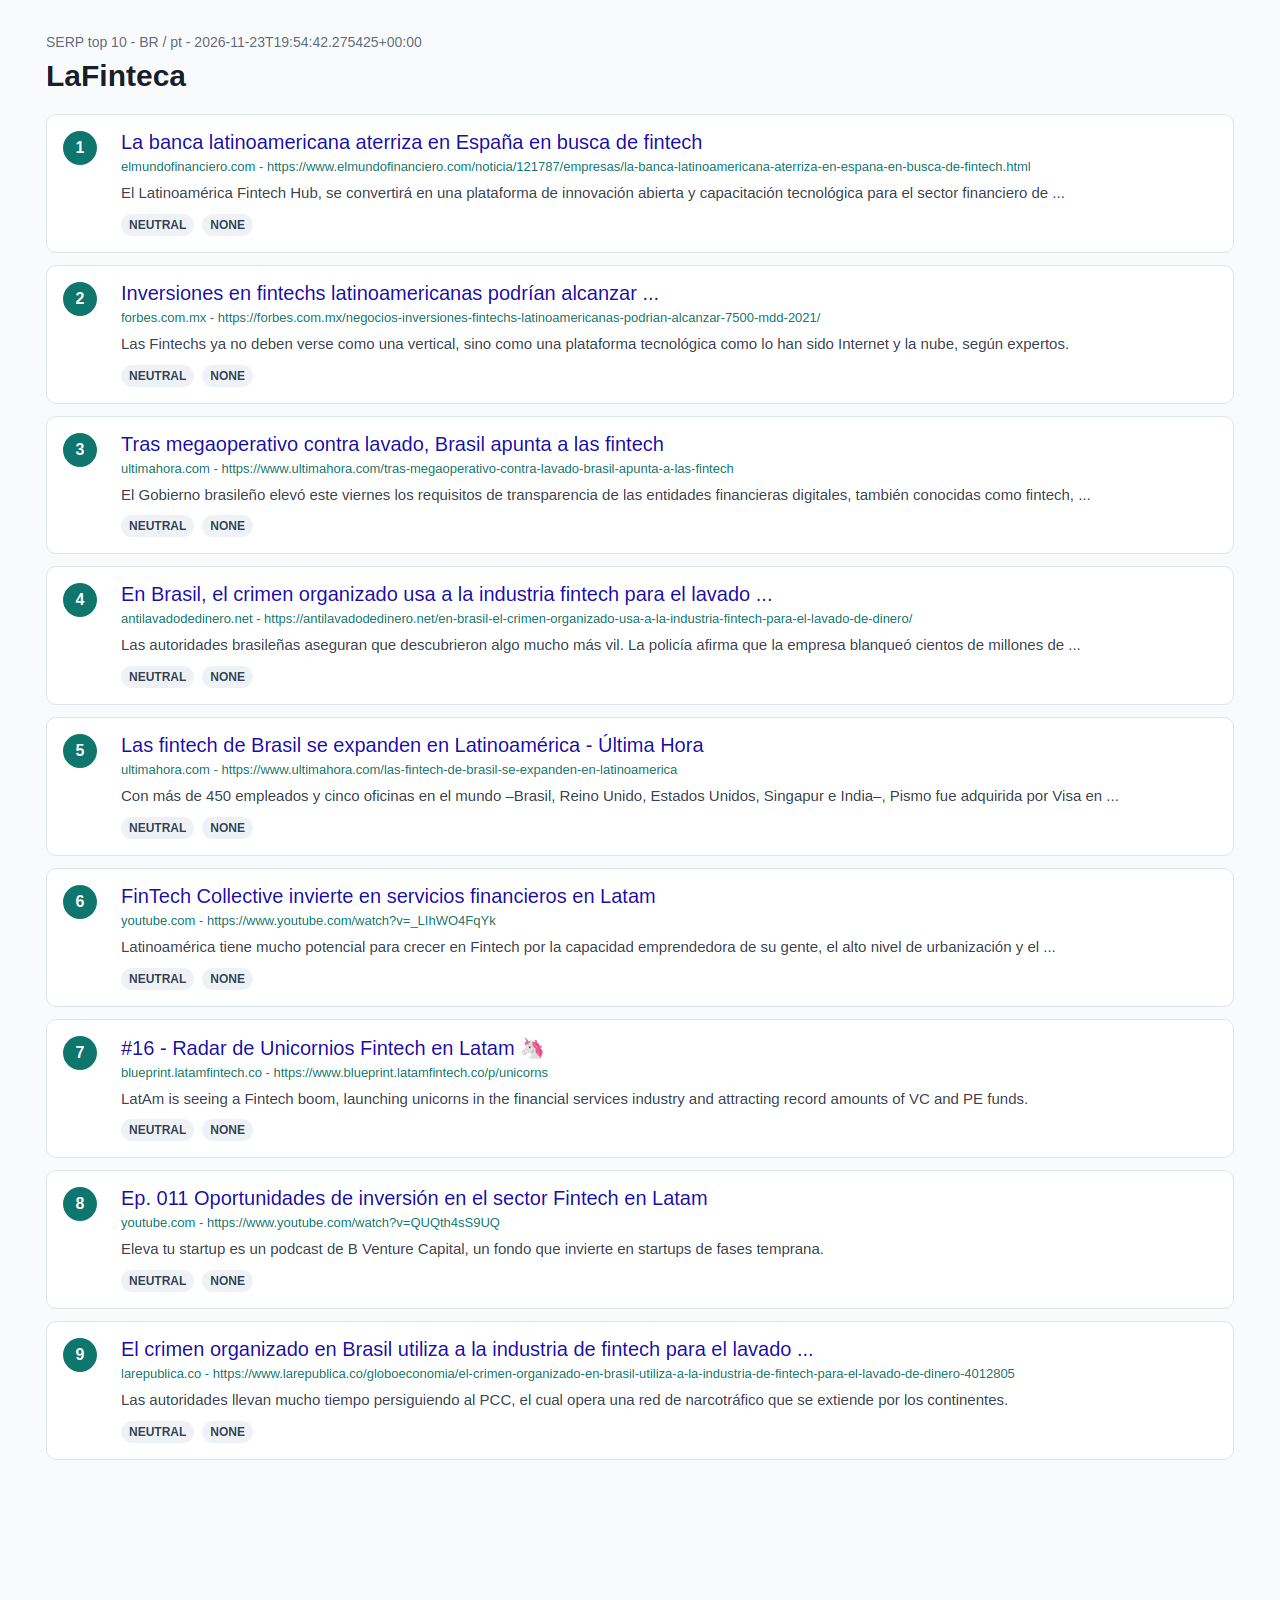 SERP top 10 - BR / pt - 2026-11-23T19:54:42.275425+00:00
LaFinteca
1
La banca latinoamericana aterriza en España en busca de fintech
elmundofinanciero.com - https://www.elmundofinanciero.com/noticia/121787/empresas/la-banca-latinoamericana-aterriza-en-espana-en-busca-de-fintech.html
El Latinoamérica Fintech Hub, se convertirá en una plataforma de innovación abierta y capacitación tecnológica para el sector financiero de ...
NEUTRAL NONE
2
Inversiones en fintechs latinoamericanas podrían alcanzar ...
forbes.com.mx - https://forbes.com.mx/negocios-inversiones-fintechs-latinoamericanas-podrian-alcanzar-7500-mdd-2021/
Las Fintechs ya no deben verse como una vertical, sino como una plataforma tecnológica como lo han sido Internet y la nube, según expertos.
NEUTRAL NONE
3
Tras megaoperativo contra lavado, Brasil apunta a las fintech
ultimahora.com - https://www.ultimahora.com/tras-megaoperativo-contra-lavado-brasil-apunta-a-las-fintech
El Gobierno brasileño elevó este viernes los requisitos de transparencia de las entidades financieras digitales, también conocidas como fintech, ...
NEUTRAL NONE
4
En Brasil, el crimen organizado usa a la industria fintech para el lavado ...
antilavadodedinero.net - https://antilavadodedinero.net/en-brasil-el-crimen-organizado-usa-a-la-industria-fintech-para-el-lavado-de-dinero/
Las autoridades brasileñas aseguran que descubrieron algo mucho más vil. La policía afirma que la empresa blanqueó cientos de millones de ...
NEUTRAL NONE
5
Las fintech de Brasil se expanden en Latinoamérica - Última Hora
ultimahora.com - https://www.ultimahora.com/las-fintech-de-brasil-se-expanden-en-latinoamerica
Con más de 450 empleados y cinco oficinas en el mundo –Brasil, Reino Unido, Estados Unidos, Singapur e India–, Pismo fue adquirida por Visa en ...
NEUTRAL NONE
6
FinTech Collective invierte en servicios financieros en Latam
youtube.com - https://www.youtube.com/watch?v=_LIhWO4FqYk
Latinoamérica tiene mucho potencial para crecer en Fintech por la capacidad emprendedora de su gente, el alto nivel de urbanización y el ...
NEUTRAL NONE
7
#16 - Radar de Unicornios Fintech en Latam 🦄
blueprint.latamfintech.co - https://www.blueprint.latamfintech.co/p/unicorns
LatAm is seeing a Fintech boom, launching unicorns in the financial services industry and attracting record amounts of VC and PE funds.
NEUTRAL NONE
8
Ep. 011 Oportunidades de inversión en el sector Fintech en Latam
youtube.com - https://www.youtube.com/watch?v=QUQth4sS9UQ
Eleva tu startup es un podcast de B Venture Capital, un fondo que invierte en startups de fases temprana.
NEUTRAL NONE
9
El crimen organizado en Brasil utiliza a la industria de fintech para el lavado ...
larepublica.co - https://www.larepublica.co/globoeconomia/el-crimen-organizado-en-brasil-utiliza-a-la-industria-de-fintech-para-el-lavado-de-dinero-4012805
Las autoridades llevan mucho tiempo persiguiendo al PCC, el cual opera una red de narcotráfico que se extiende por los continentes.
NEUTRAL NONE